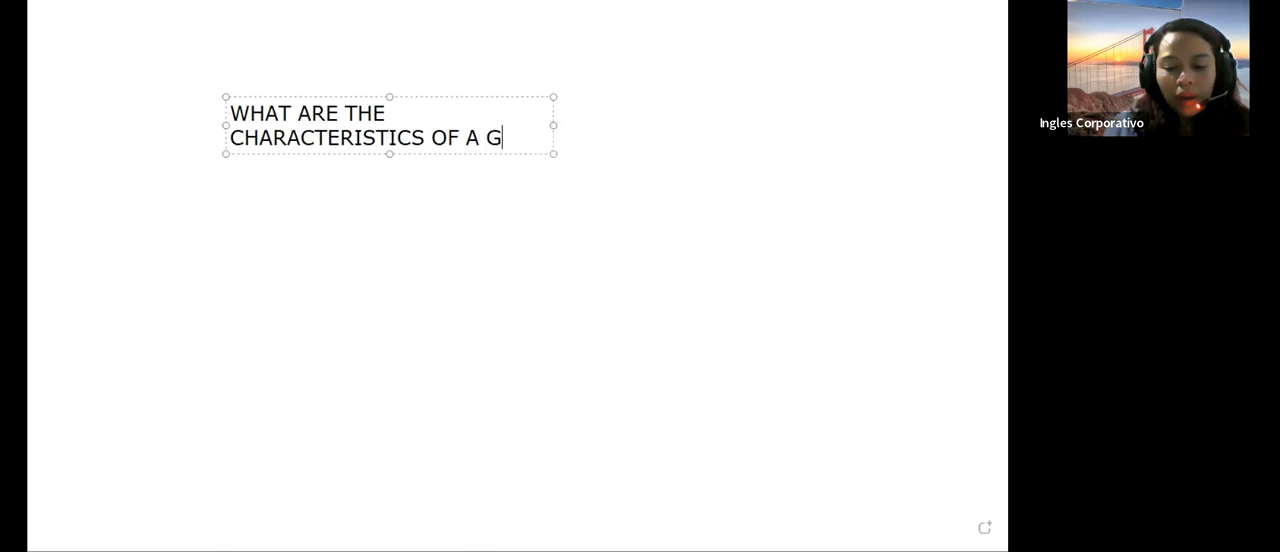 WHAT ARE THE
CHARACTERISTICS OF A G
Ingles Corporativo